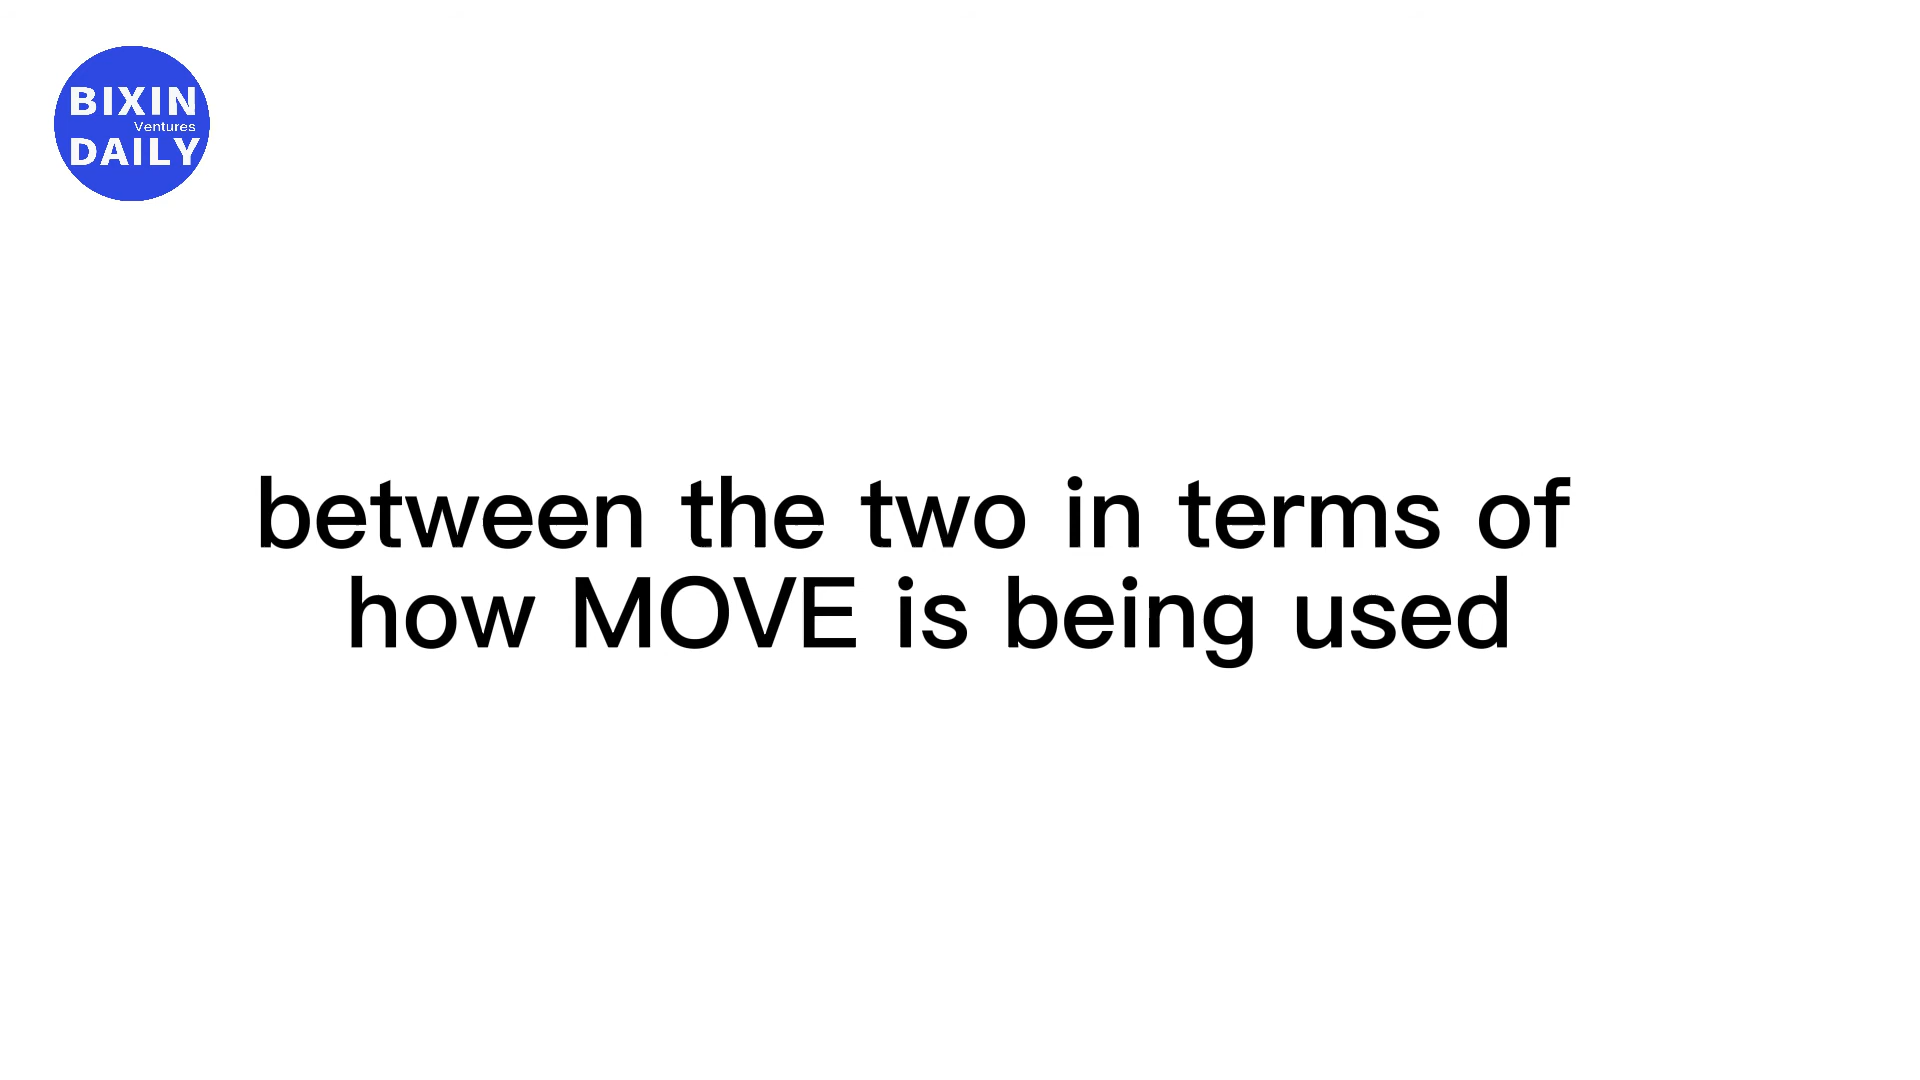 BIXIN
Ventures
DAILY
between the two in terms of
how MOVE is being used